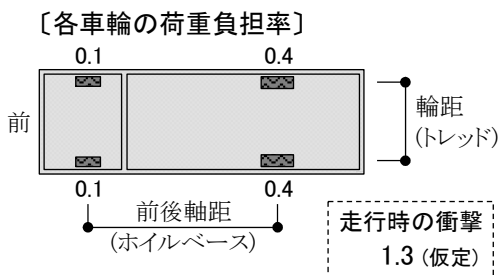 〔各車輪の荷重負担率〕
0.1 0.4
前
輪距
(トレッド)
0.1 0.4
前後軸距
(ホイルベース)
走行時の衝撃
1.3 (仮定)